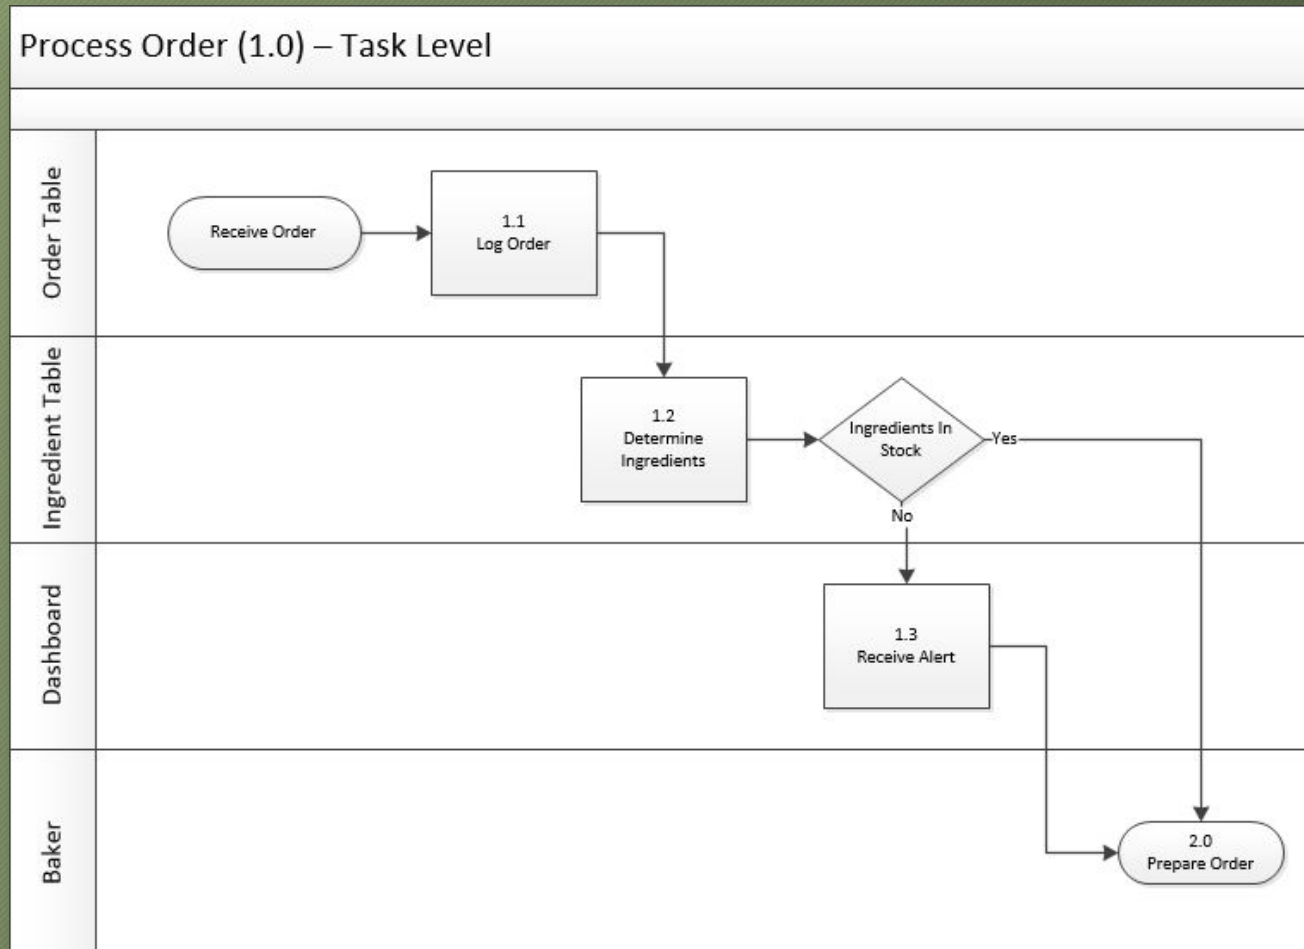 Process Order (1.0) – Task Level
Order Table
Receive Order
1.1
Log Order
Ingredient Table
1.2
Determine
Ingredients
Ingredients In
Stock
Yes
No
Dashboard
1.3
Receive Alert
Baker
2.0
Prepare Order